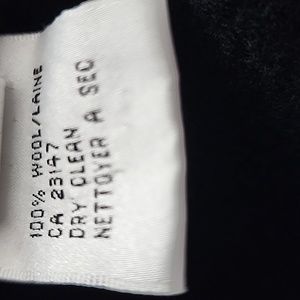 100% WOOL/LAINE
CA 23147
DRY CLEAN
NETTOYER A SEC